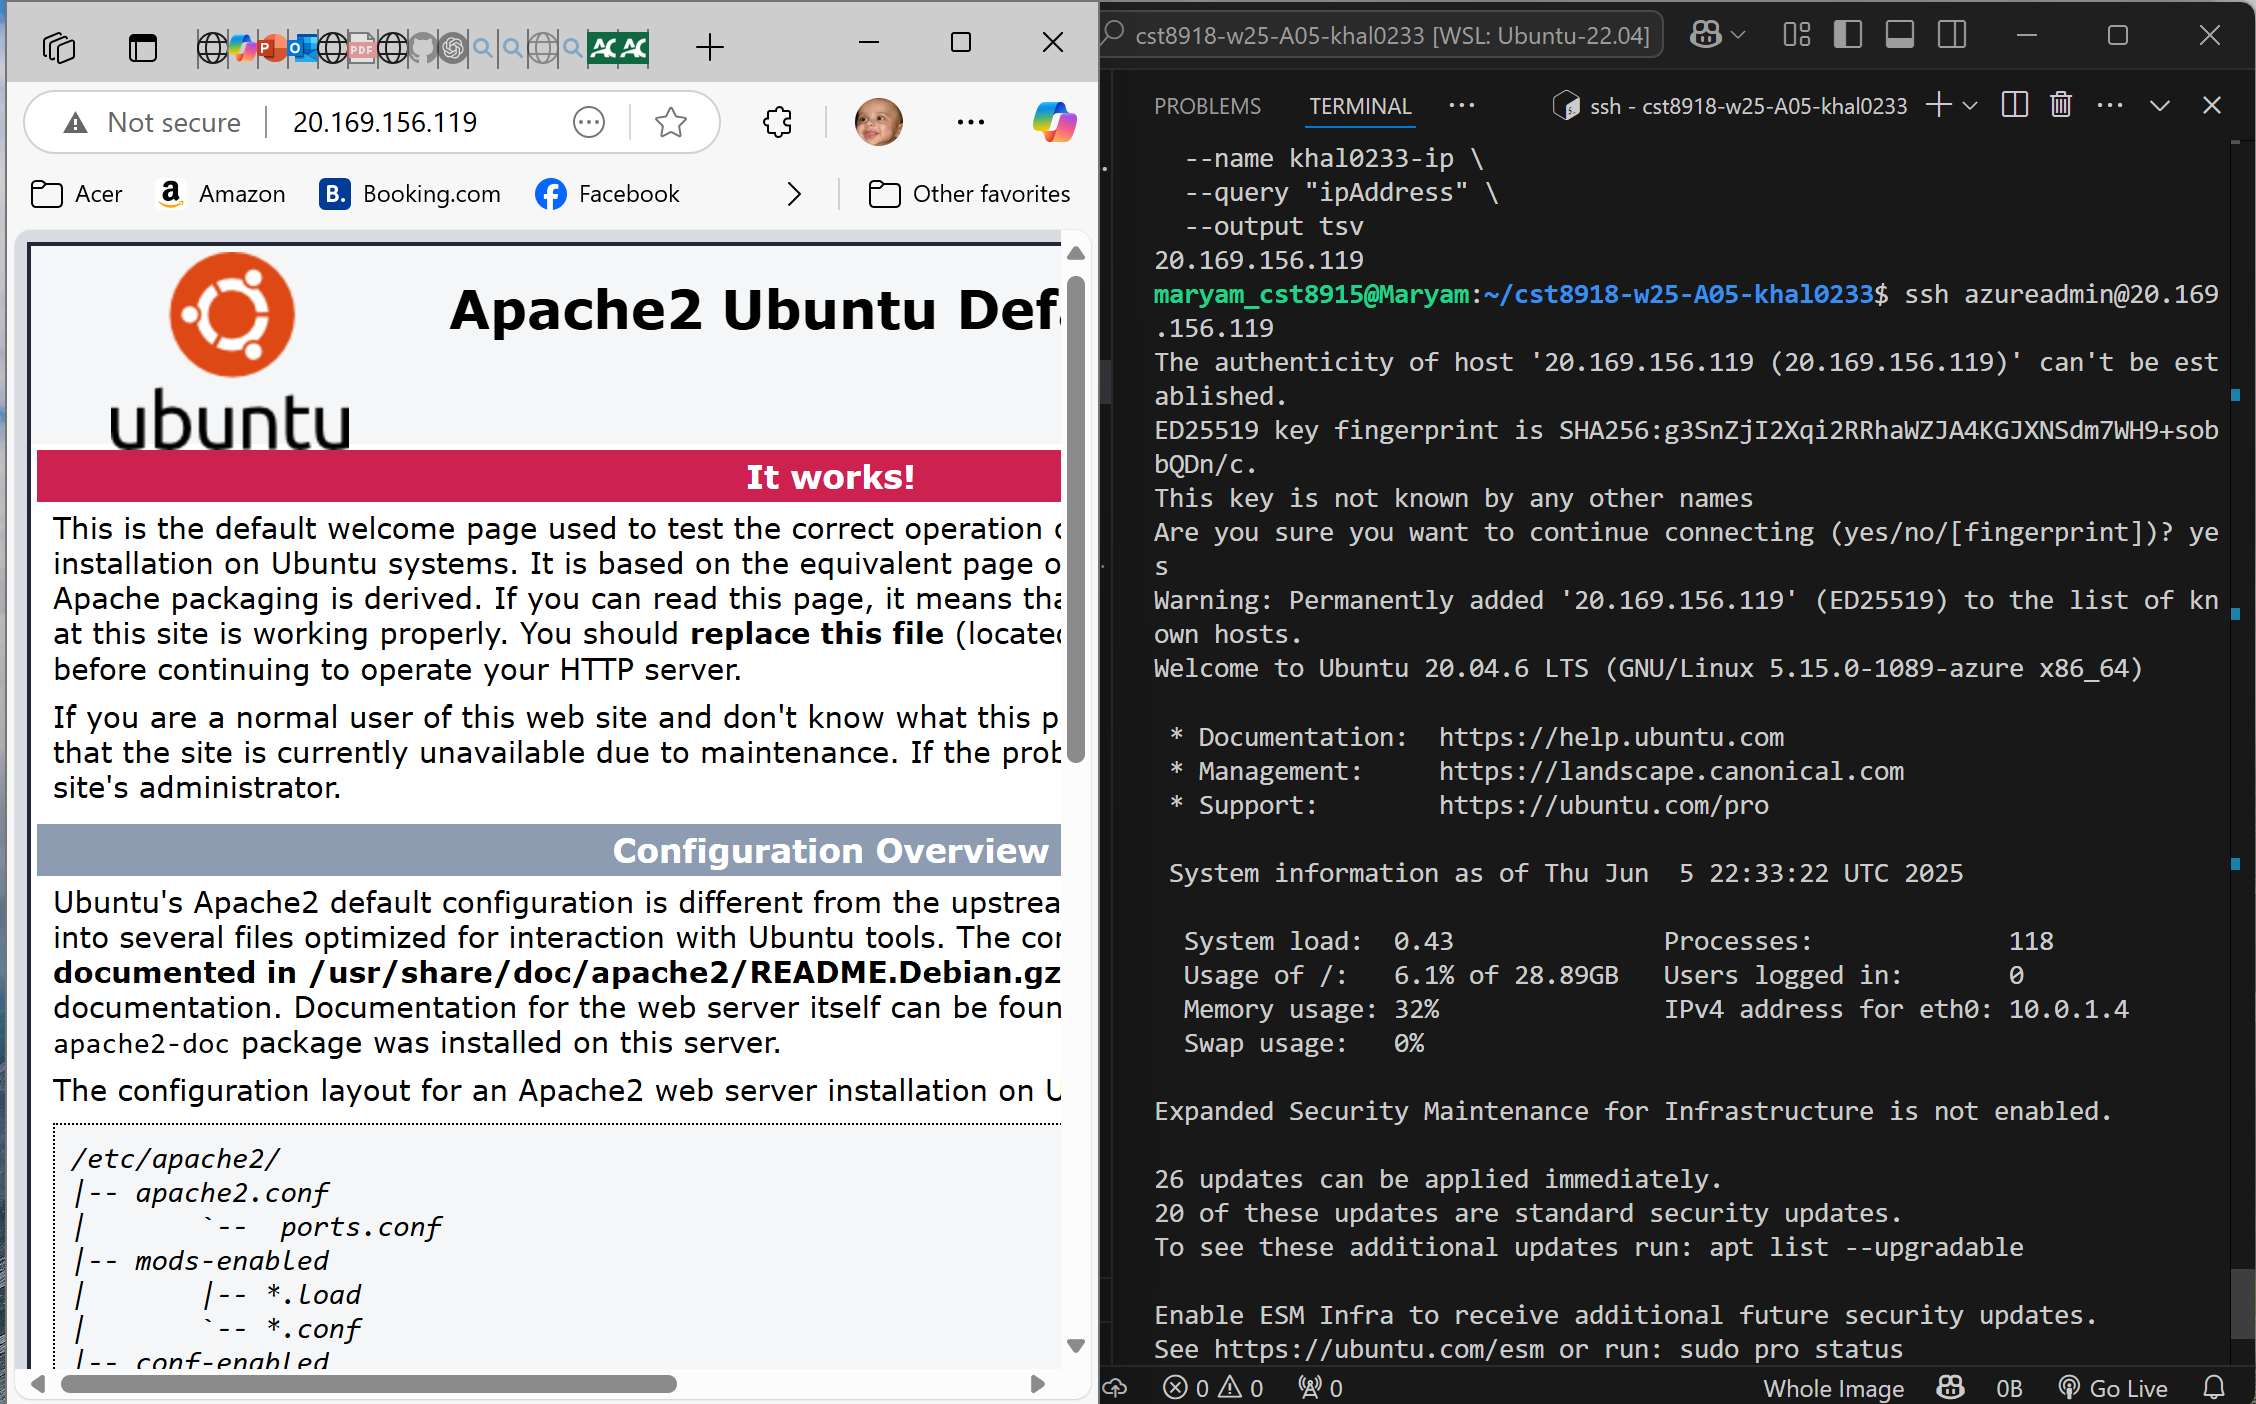 Not secure
20.169.156.119
Acer
Amazon
Booking.com
Facebook
Other favorites
ubuntu
Apache2 Ubuntu Def
It works!
This is the default welcome page used to test the correct operation
installation on Ubuntu systems. It is based on the equivalent page
Apache packaging is derived. If you can read this page, it means
at this site is working properly. You should replace this file (located
before continuing to operate your HTTP server.
If you are a normal user of this web site and don't know what this p
that the site is currently unavailable due to maintenance. If the prob
site's administrator.
Configuration Overview
Ubuntu's Apache2 default configuration is different from the upstrea
into several files optimized for interaction with Ubuntu tools. The
documented in /usr/share/doc/apache2/README.Debian.gz
documentation. Documentation for the web server itself can be foun
apache2-doc package was installed on this server.
The configuration layout for an Apache2 web server installation on U
/etc/apache2/
|-- apache2.conf
|       `--  ports.conf
|-- mods-enabled
|       |-- *.load
|       `-- *.conf
|-- conf-enabled
cst8918-w25-A05-khal0233 [WSL: Ubuntu-22.04]
PROBLEMS
TERMINAL
ssh - cst8918-w25-A05-khal0233
--name khal0233-ip \
--query "ipAddress" \
--output tsv
20.169.156.119
maryam_cst8915@Maryam:~/cst8918-w25-A05-khal0233$ ssh azureadmin@20.169
.156.119
The authenticity of host '20.169.156.119 (20.169.156.119)' can't be est
ablished.
ED25519 key fingerprint is SHA256:g3SnZjI2Xqi2RRhaWZJA4KGJXNSdm7WH9+sob
bQDn/c.
This key is not known by any other names
Are you sure you want to continue connecting (yes/no/[fingerprint])? ye
s
Warning: Permanently added '20.169.156.119' (ED25519) to the list of kn
own hosts.
Welcome to Ubuntu 20.04.6 LTS (GNU/Linux 5.15.0-1089-azure x86_64)
* Documentation:  https://help.ubuntu.com
* Management:     https://landscape.canonical.com
* Support:        https://ubuntu.com/pro
System information as of Thu Jun  5 22:33:22 UTC 2025
System load:  0.43              Processes:             118
Usage of /:   6.1% of 28.89GB   Users logged in:       0
Memory usage: 32%               IPv4 address for eth0: 10.0.1.4
Swap usage:   0%
Expanded Security Maintenance for Infrastructure is not enabled.
26 updates can be applied immediately.
20 of these updates are standard security updates.
To see these additional updates run: apt list --upgradable
Enable ESM Infra to receive additional future security updates.
See https://ubuntu.com/esm or run: sudo pro status
0 0 0
Whole Image
0B
Go Live